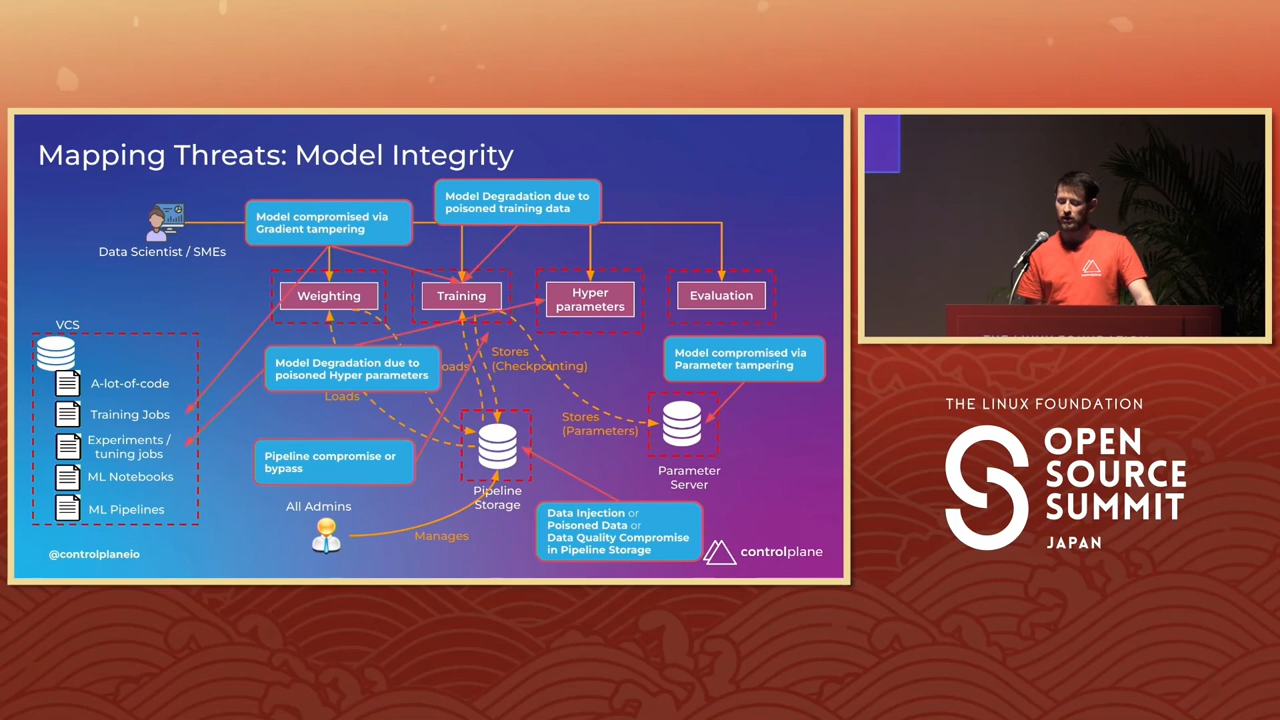 Mapping Threats: Model Integrity
Model compromised via
Gradient tampering
Model Degradation due to
poisoned training data
Data Scientist / SMEs
Weighting
Training
Hyper
parameters
Evaluation
VCS
A-lot-of-code
Training Jobs
Experiments /
tuning jobs
ML Notebooks
ML Pipelines
Model Degradation due to
poisoned Hyper parameters
Loads
oads
Stores
(Checkpointing)
Model compromised via
Parameter tampering
Stores
(Parameters)
Parameter
Server
Pipeline compromise or
bypass
Pipeline
Storage
All Admins
Manages
Data Injection or
Poisoned Data or
Data Quality Compromise
in Pipeline Storage
@controlplaneio
controlplane
controlplane
THE LINUX FOUNDATION
OPEN
SOURCE
SUMMIT
JAPAN